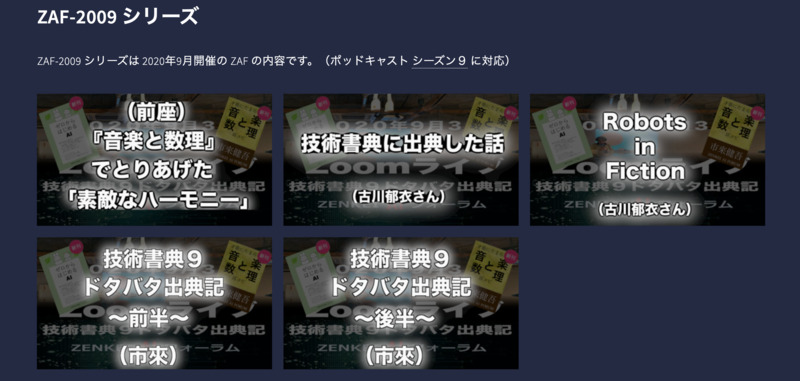 ZAF-2009 シリーズ
ZAF-2009 シリーズは 2020年9月開催の ZAF の内容です。（ポッドキャスト シーズン９ に対応）
（前座）
『音楽と数理』
でとりあげた
「素敵なハーモニー」
技術書典に出典した話
（古川郁衣さん）
Robots
in
Fiction
（古川郁衣さん）
技術書典９
ドタバタ出典記
〜前半〜
（市來）
技術書典９
ドタバタ出典記
〜後半〜
（市來）